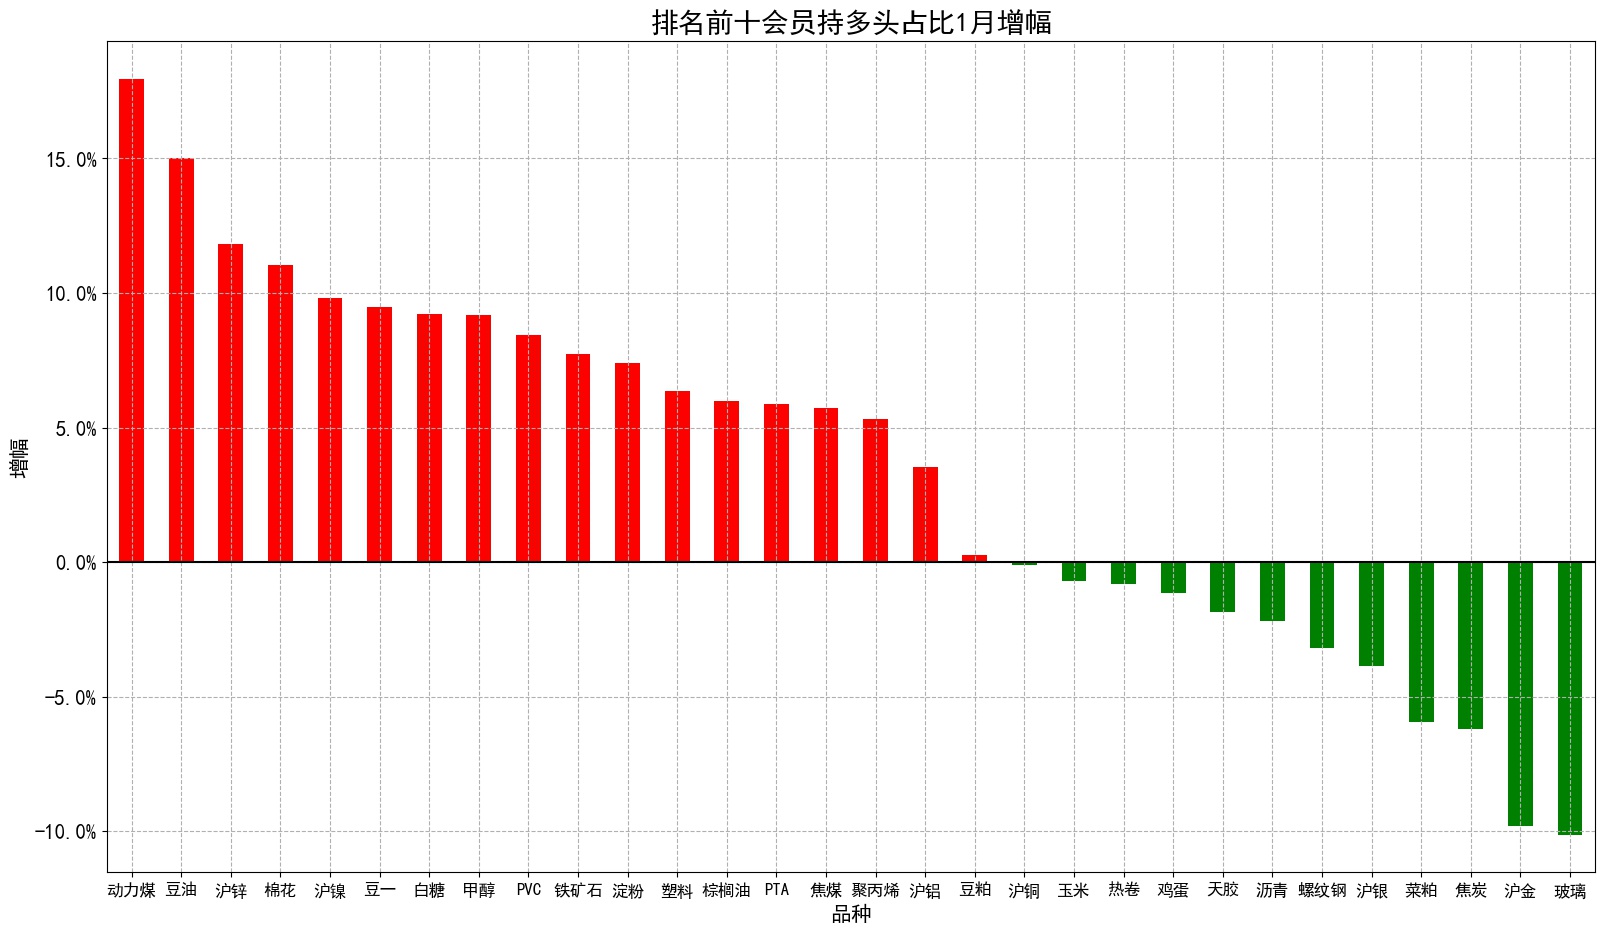 排名前十会员持多头占比1月增幅
15.0%
10.0%
5.0%
0.0%
-5.0%
-10.0%
增幅
动力煤 豆油 沪锌 棉花 沪镍 豆一 白糖 甲醇 PVC 铁矿石 淀粉 塑料 棕榈油 PTA 焦煤 聚丙烯 沪铝 豆粕 沪铜 玉米 热卷 鸡蛋 天胶 沥青 螺纹钢 沪银 菜粕 焦炭 沪金 玻璃
品种